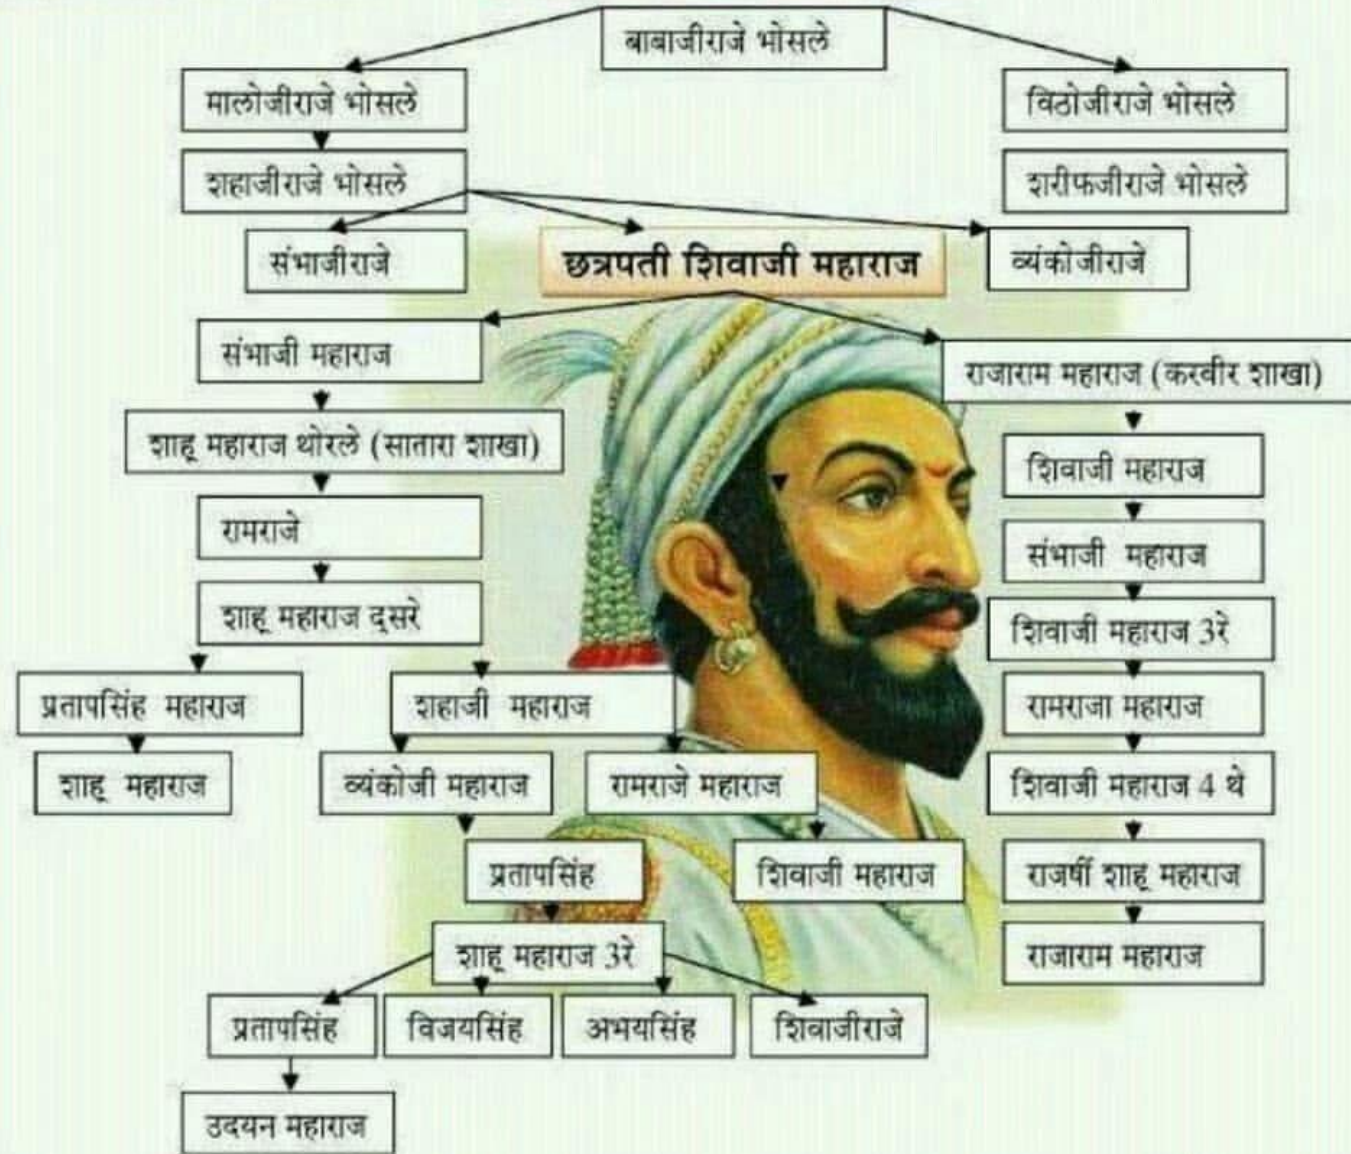 बाबाजीराजे भोसले
मालोजीराजे भोसले
विठोजीराजे भोसले
शहाजीराजे भोसले
शरीफजीराजे भोसले
संभाजीराजे
छत्रपती शिवाजी महाराज
व्यंकोजीराजे
संभाजी महाराज
राजाराम महाराज (करवीर शाखा)
शाहू महाराज थोरले (सातारा शाखा)
शिवाजी महाराज
रामराजे
संभाजी महाराज
शाहू महाराज दुसरे
शिवाजी महाराज 3रे
प्रतापसिंह महाराज
शहाजी महाराज
रामराजा महाराज
शाहू महाराज
व्यंकोजी महाराज
रामराजे महाराज
शिवाजी महाराज 4 थे
प्रतापसिंह
शिवाजी महाराज
राजर्षी शाहू महाराज
शाहू महाराज 3रे
राजाराम महाराज
प्रतापसिंह
विजयसिंह
अभयसिंह
शिवाजीराजे
उदयन महाराज